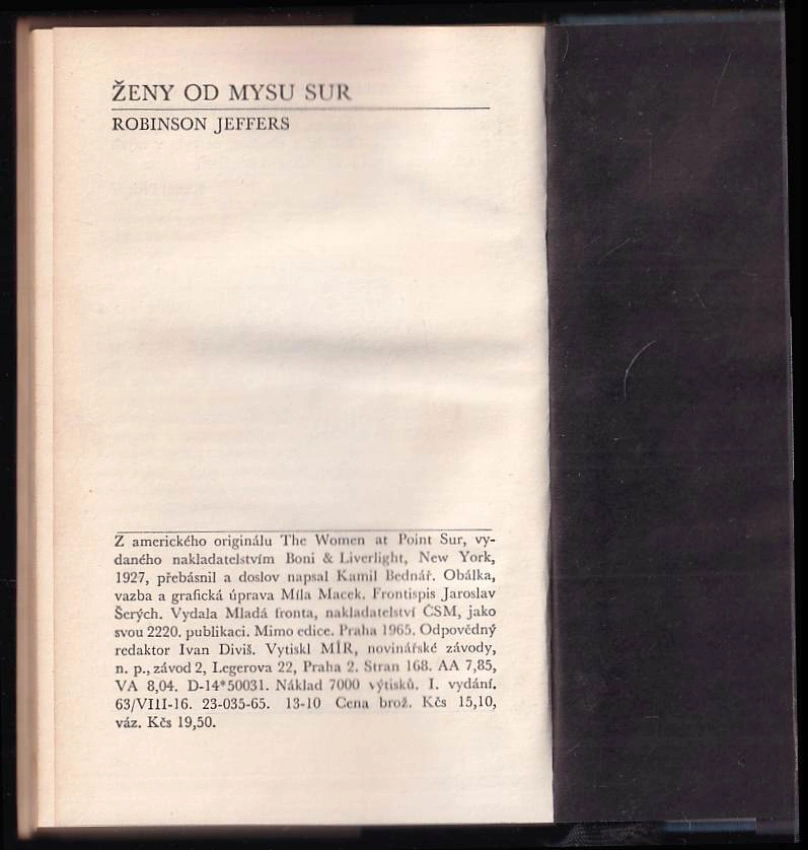 ŽENY OD MYSU SUR
ROBINSON JEFFERS
Z amerického originálu The Women at Point Sur, vy-
daného nakladatelstvím Boni & Liverlight, New York,
1927, přebásnil a doslov napsal Kamil Bednář. Obálka,
vazba a grafická úprava Míla Macek. Frontispis Jaroslav
Šerých. Vydala Mladá fronta, nakladatelství ČSM, jako
svou 2220. publikaci. Mimo edice. Praha 1965. Odpovědný
redaktor Ivan Diviš. Vytiskl MÍR, novinářské závody,
n. p., závod 2, Legerova 22, Praha 2. Stran 168. AA 7,85,
VA 8,04. D-14*50031. Náklad 7000 výtisků. I. vydání.
63/VIII-16. 23-035-65. 13-10 Cena brož. Kčs 15,10,
váz. Kčs 19,50.